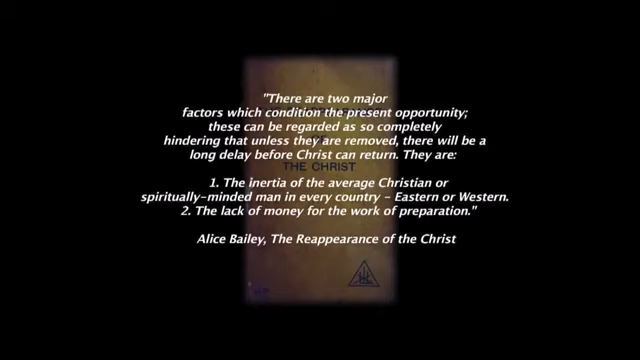 "There are two major
factors which condition the present opportunity;
these can be regarded as so completely
hindering that unless they are removed, there will be a
long delay before Christ can return. They are:
THE CHRIST
1. The inertia of the average Christian or
spiritually-minded man in every country - Eastern or Western.
2. The lack of money for the work of preparation."
Alice Bailey, The Reappearance of the Christ